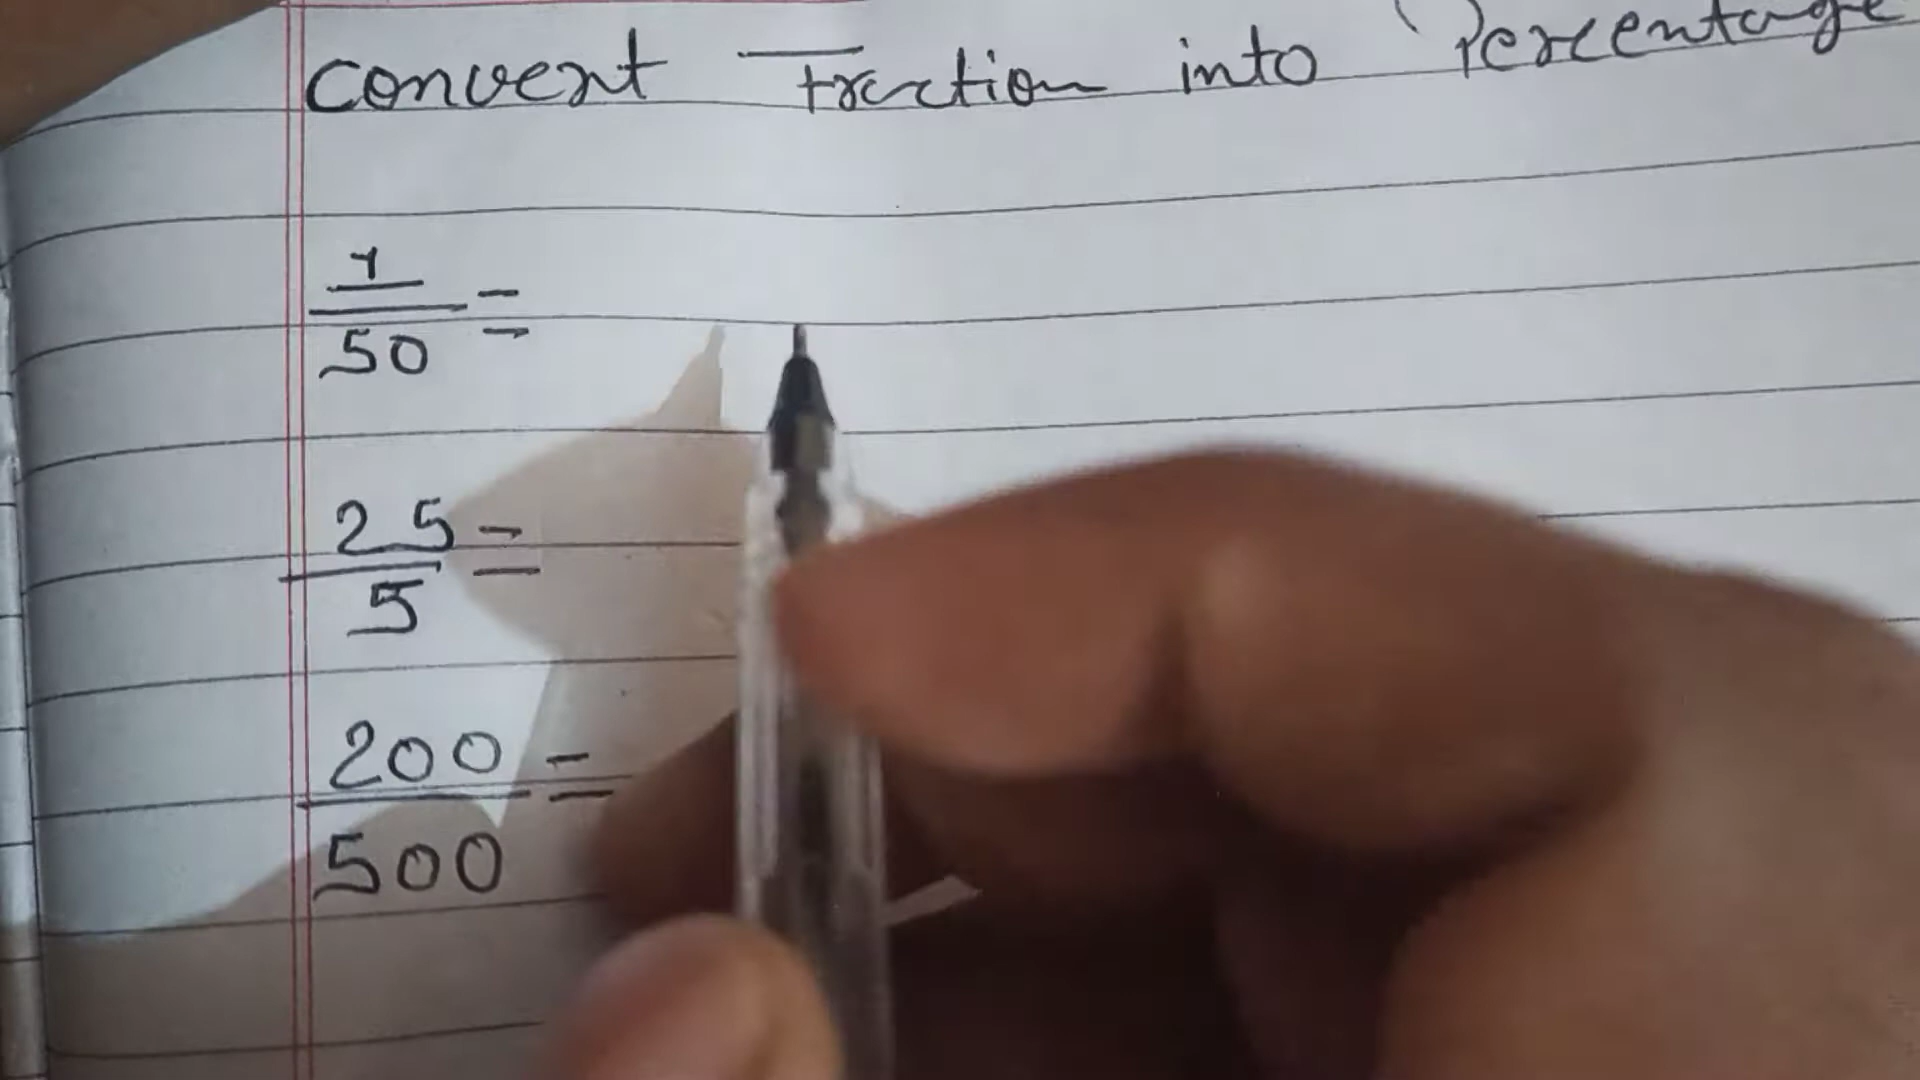 Convert Fraction into Percentage
1/50 =
25/5 =
200/500 =